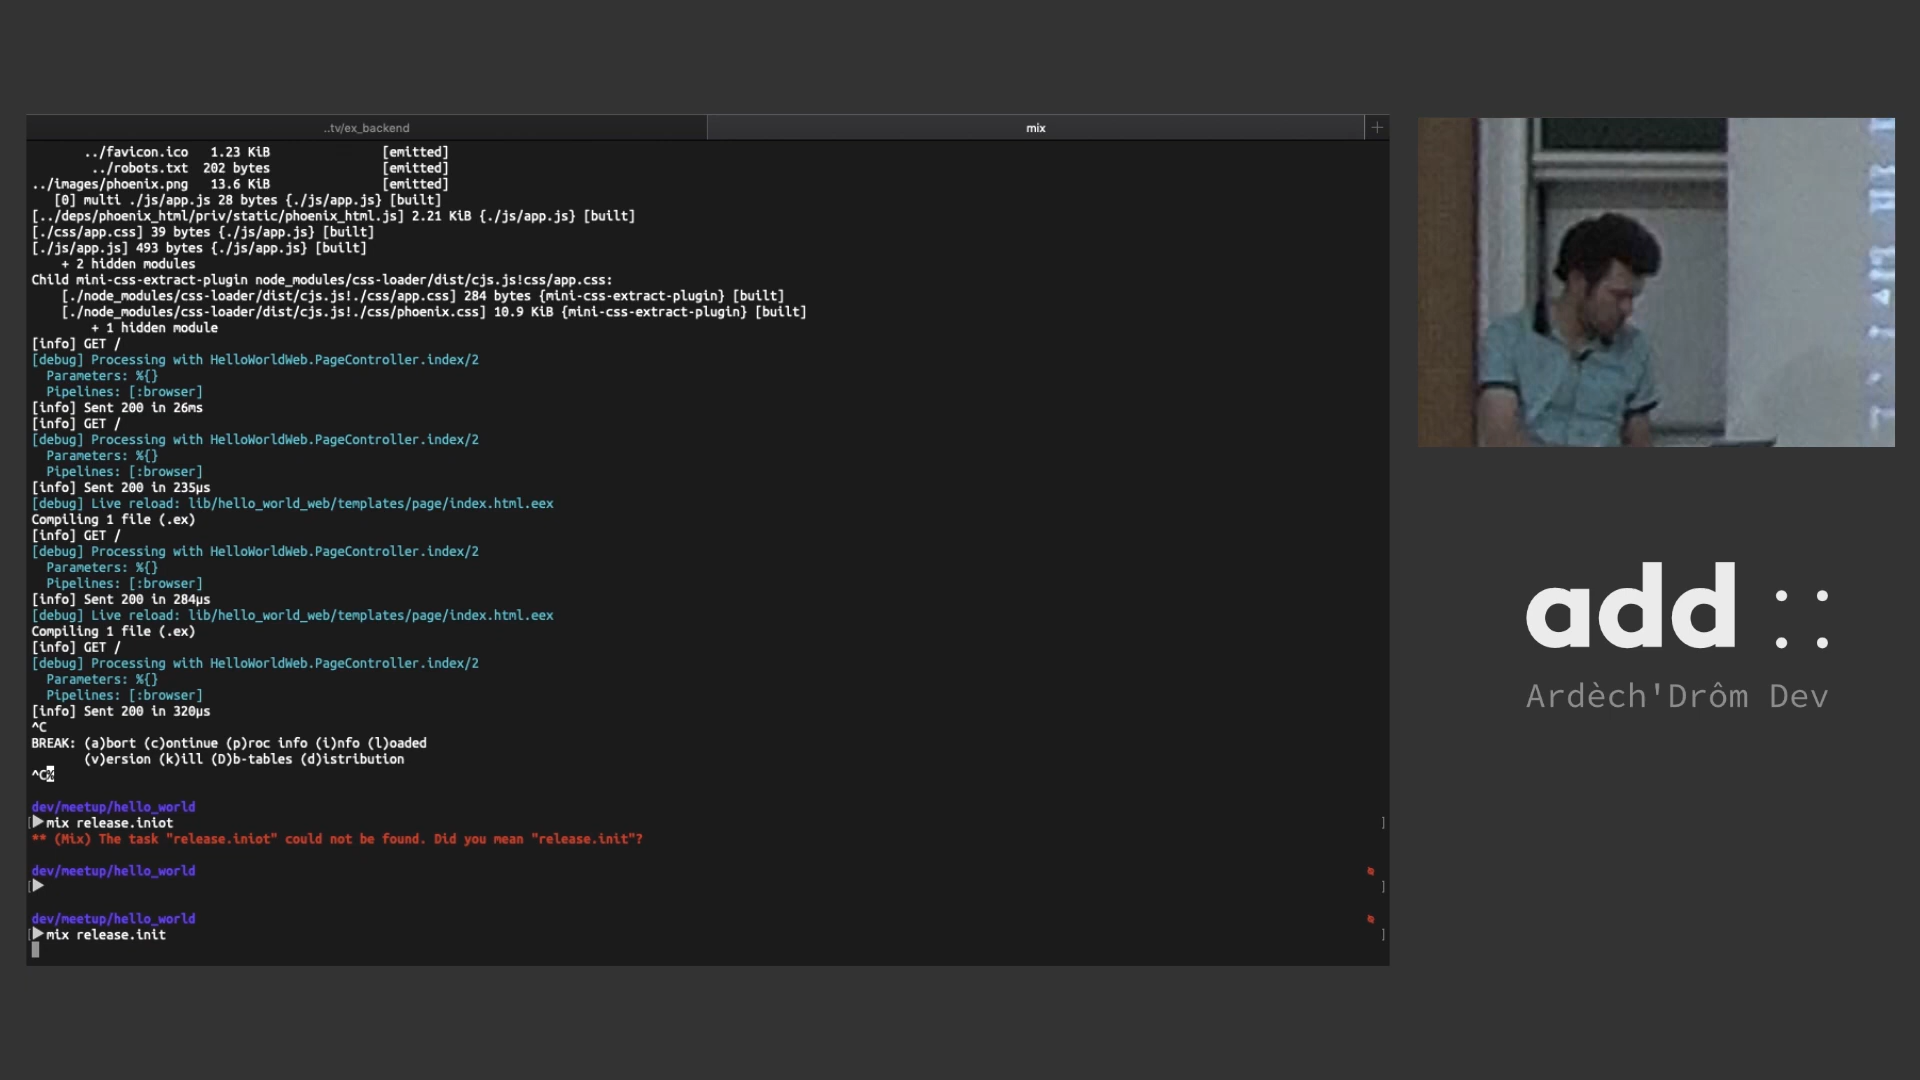 ..tv/ex_backend
mix
+
../favicon.ico 1.23 KiB [emitted]
../robots.txt 202 bytes [emitted]
../images/phoenix.png 13.6 KiB [emitted]
[0] multi ./js/app.js 28 bytes {./js/app.js} [built]
[../deps/phoenix_html/priv/static/phoenix_html.js] 2.21 KiB {./js/app.js} [built]
[./css/app.css] 39 bytes {./js/app.js} [built]
[./js/app.js] 493 bytes {./js/app.js} [built]
+ 2 hidden modules
Child mini-css-extract-plugin node_modules/css-loader/dist/cjs.js!css/app.css:
[./node_modules/css-loader/dist/cjs.js!./css/app.css] 284 bytes {mini-css-extract-plugin} [built]
[./node_modules/css-loader/dist/cjs.js!./css/phoenix.css] 10.9 KiB {mini-css-extract-plugin} [built]
+ 1 hidden module
[info] GET /
[debug] Processing with HelloWorldWeb.PageController.index/2
Parameters: %{}
Pipelines: [:browser]
[info] Sent 200 in 26ms
[info] GET /
[debug] Processing with HelloWorldWeb.PageController.index/2
Parameters: %{}
Pipelines: [:browser]
[info] Sent 200 in 235µs
[debug] Live reload: lib/hello_world_web/templates/page/index.html.eex
Compiling 1 file (.ex)
[info] GET /
[debug] Processing with HelloWorldWeb.PageController.index/2
Parameters: %{}
Pipelines: [:browser]
[info] Sent 200 in 284µs
[debug] Live reload: lib/hello_world_web/templates/page/index.html.eex
Compiling 1 file (.ex)
[info] GET /
[debug] Processing with HelloWorldWeb.PageController.index/2
Parameters: %{}
Pipelines: [:browser]
[info] Sent 200 in 320µs
^C
BREAK: (a)bort (c)ontinue (p)roc info (i)nfo (l)oaded
(v)ersion (k)ill (D)b-tables (d)istribution
^C%
dev/meetup/hello_world
[▶mix release.iniot ]
** (Mix) The task "release.iniot" could not be found. Did you mean "release.init"?
dev/meetup/hello_world
[▶ ]
dev/meetup/hello_world
[▶mix release.init ]
add ::
Ardèch'Drôm Dev